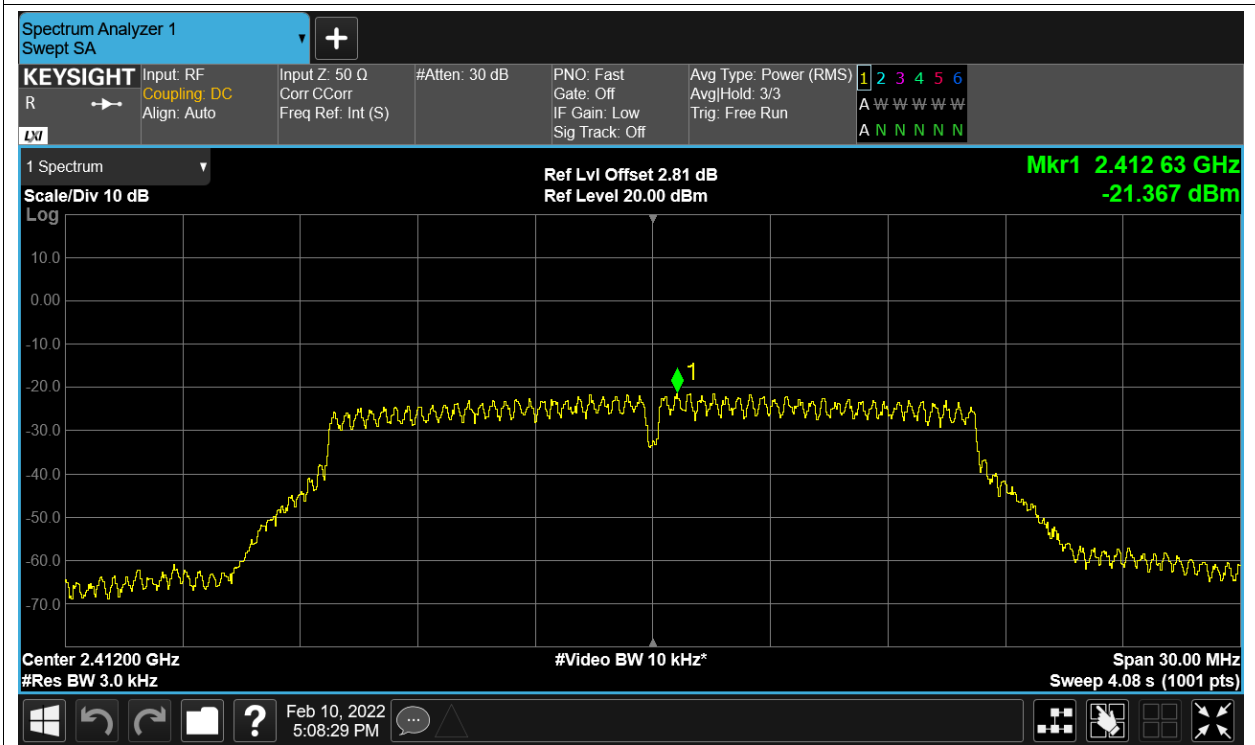 Spectrum Analyzer 1
Swept SA
KEYSIGHT
R
LXI
Input: RF
Coupling: DC
Align: Auto
Input Z: 50 Ω
Corr CCorr
Freq Ref: Int (S)
#Atten: 30 dB
PNO: Fast
Gate: Off
IF Gain: Low
Sig Track: Off
Avg Type: Power (RMS)
Avg|Hold: 3/3
Trig: Free Run
1 2 3 4 5 6
A W W W W W
A N N N N N
1 Spectrum
Scale/Div 10 dB
Log
Ref Lvl Offset 2.81 dB
Ref Level 20.00 dBm
Mkr1 2.412 63 GHz
-21.367 dBm
10.0
0.00
-10.0
-20.0
-30.0
-40.0
-50.0
-60.0
-70.0
1
Center 2.41200 GHz
#Res BW 3.0 kHz
#Video BW 10 kHz*
Span 30.00 MHz
Sweep 4.08 s (1001 pts)
?
Feb 10, 2022
5:08:29 PM